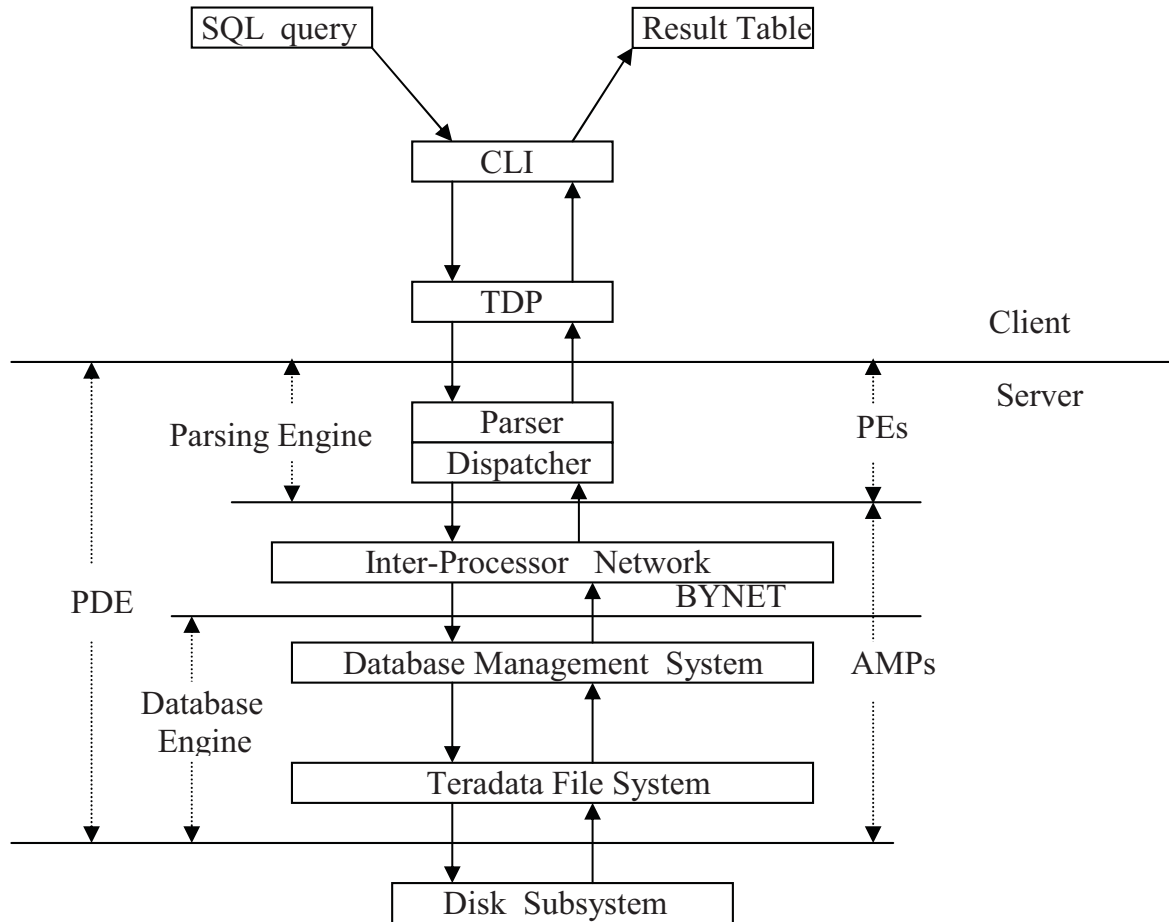 SQL query
Result Table
CLI
TDP
Client
Server
Parser
Parsing Engine
PEs
Dispatcher
Inter-Processor Network
BYNET
PDE
Database Management System
AMPs
Database
Engine
Teradata File System
Disk Subsystem